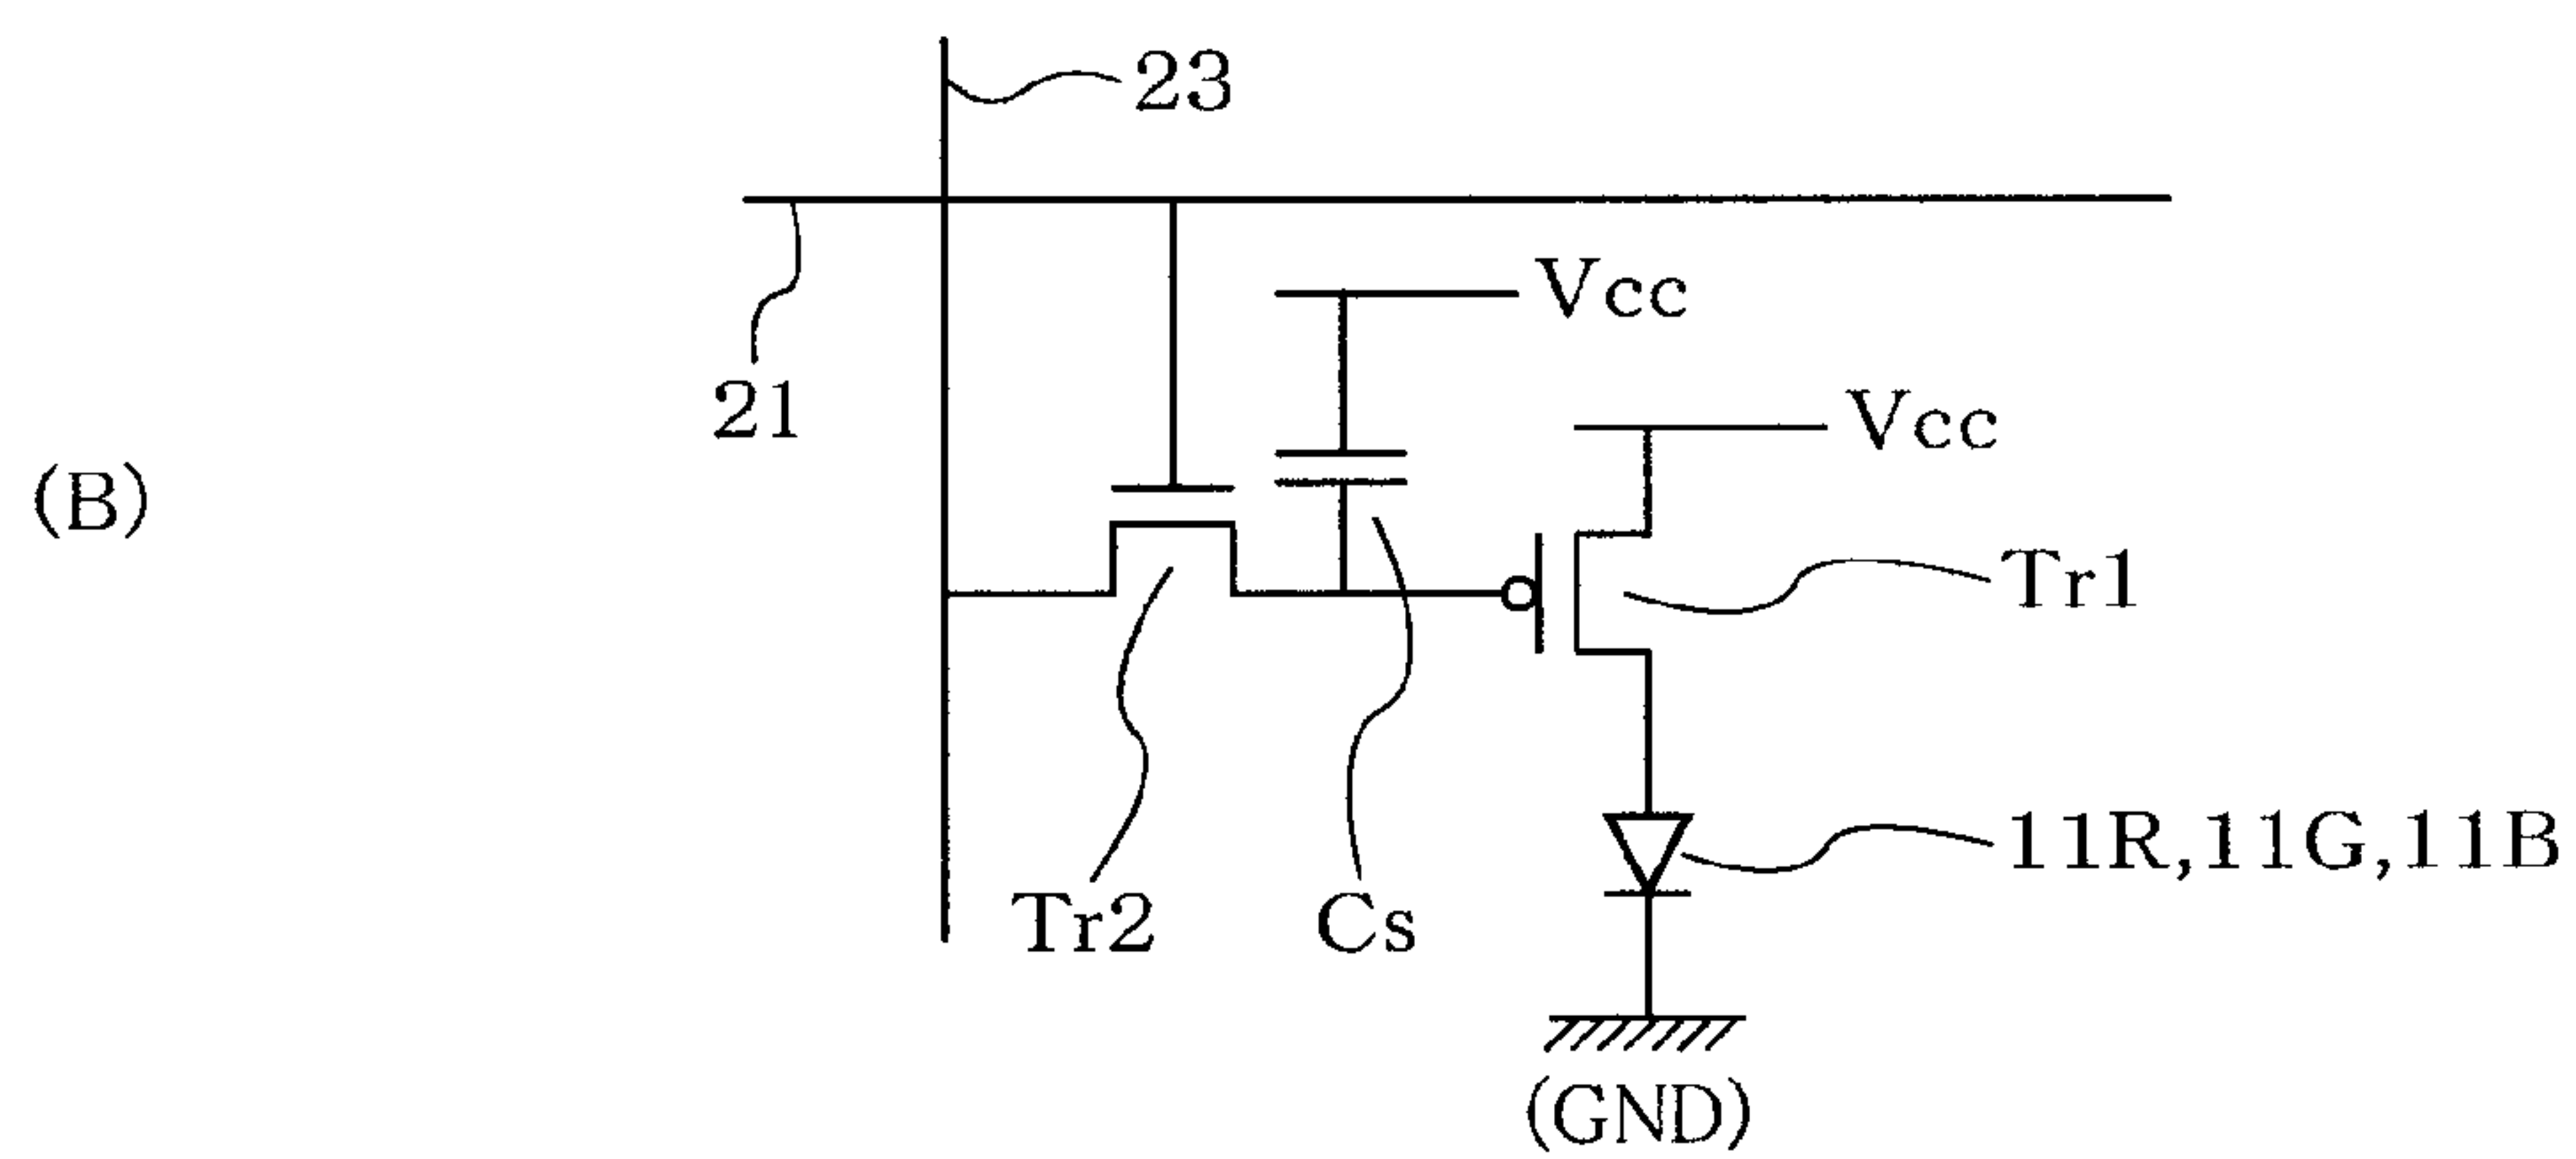 23
Vcc
21
Vcc
(B)
Tr1
11R,11G,11B
Tr2
Cs
(GND)